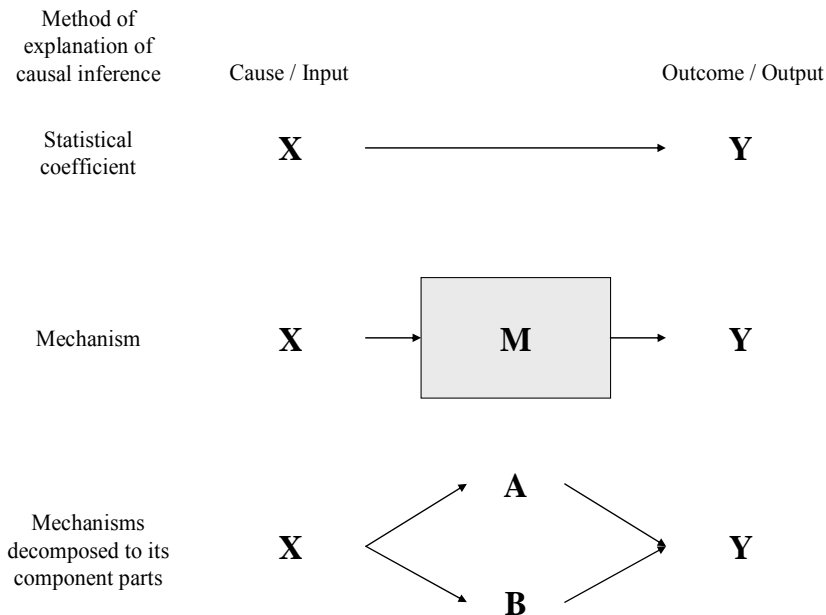 Method of
explanation of
causal inference
Cause / Input
Outcome / Output
Statistical
coefficient
X
Y
Mechanism
X
M
Y
Mechanisms
decomposed to its
component parts
X
A
B
Y